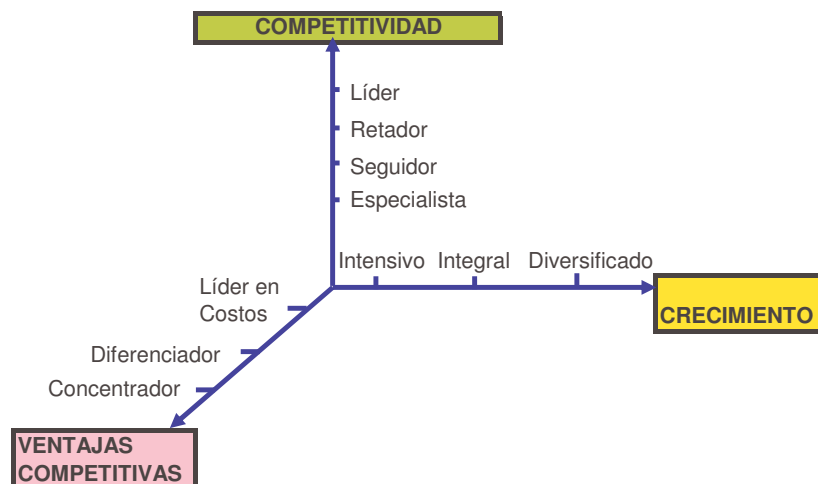 COMPETITIVIDAD
Líder
Retador
Seguidor
Especialista
Intensivo Integral Diversificado
Líder en
Costos
CRECIMIENTO
Diferenciador
Concentrador
VENTAJAS
COMPETITIVAS